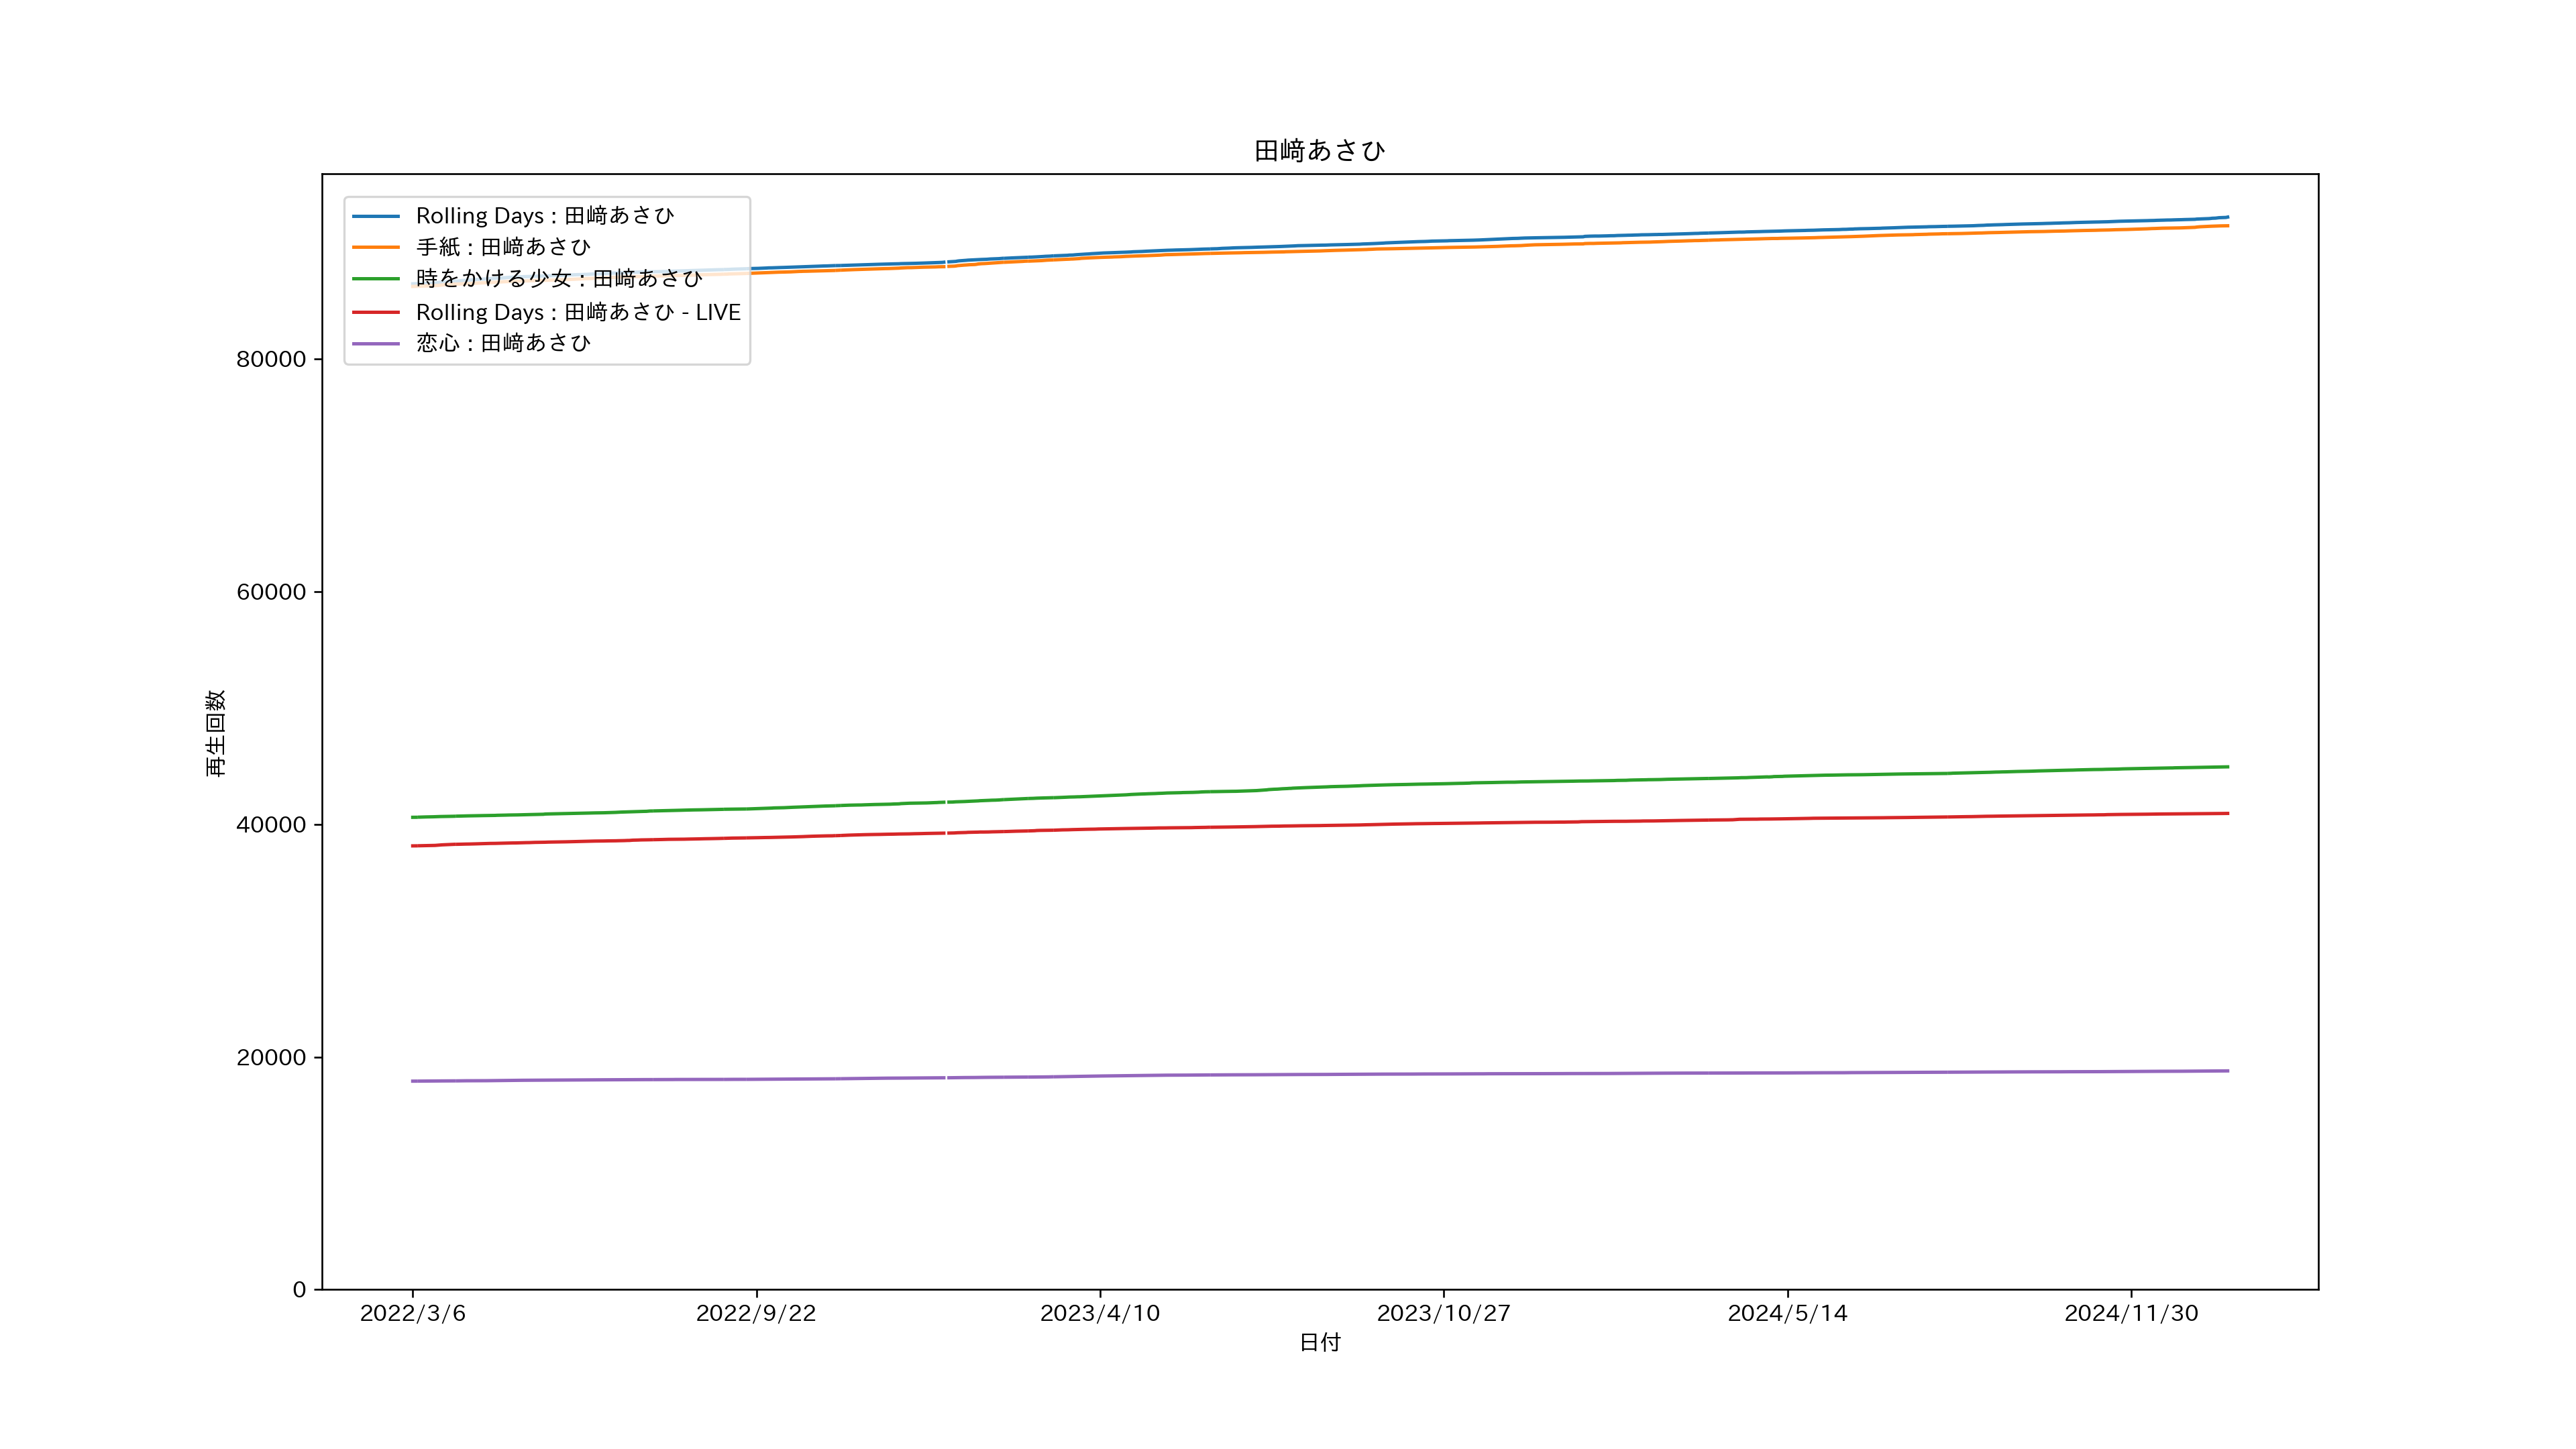 田﨑あさひ
Rolling Days : 田﨑あさひ
手紙 : 田﨑あさひ
時をかける少女 : 田﨑あさひ
Rolling Days : 田﨑あさひ - LIVE
恋心 : 田﨑あさひ
80000
60000
40000
20000
0
再生回数
2022/3/6
2022/9/22
2023/4/10
2023/10/27
2024/5/14
2024/11/30
日付